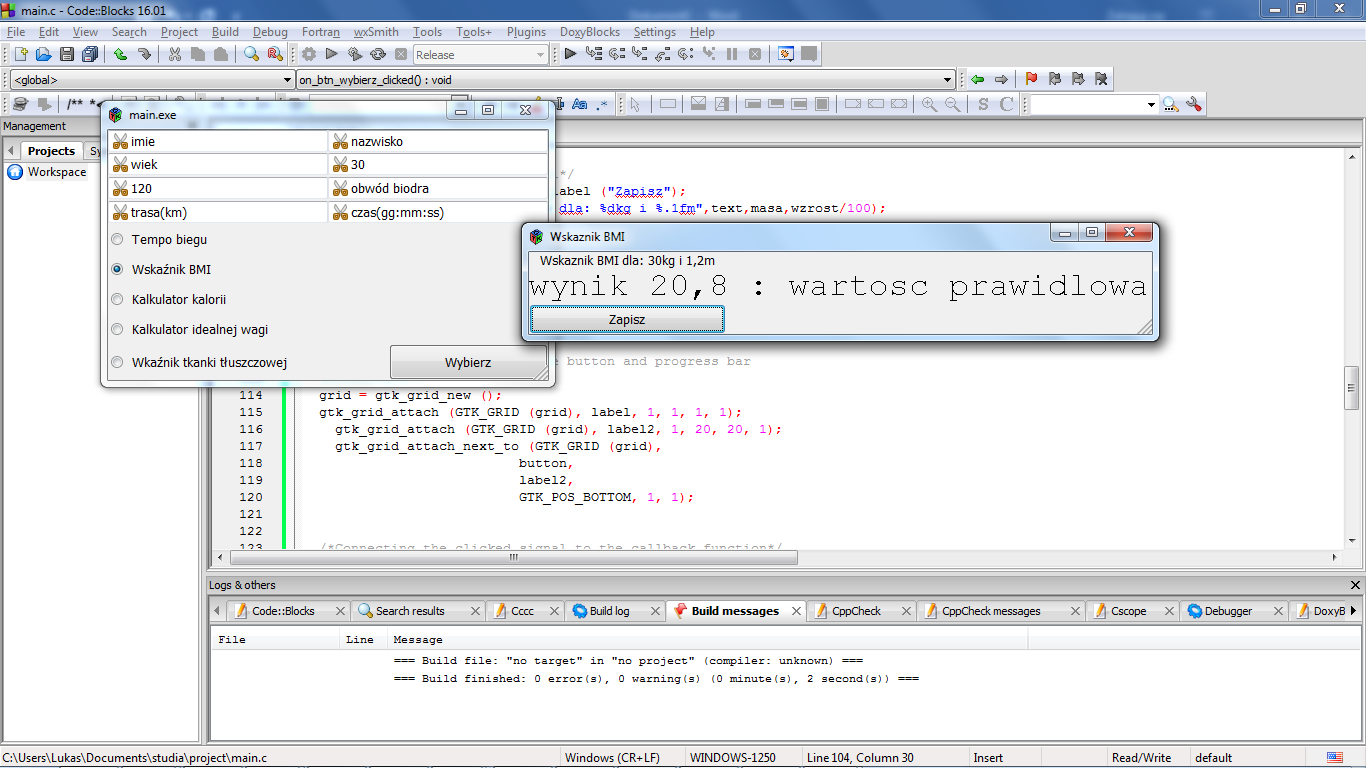 main.c - Code::Blocks 16.01
File Edit View Search Project Build Debug Fortran wxSmith Tools Tools+ Plugins DoxyBlocks Settings Help
Release
<global> on_btn_wybierz_clicked() : void
/** *
Aa .*
S C
Management
Projects Sy
Workspace
main.exe
imie nazwisko
wiek 30
120 obwód biodra
trasa(km) czas(gg:mm:ss)
Tempo biegu
Wskaźnik BMI
Kalkulator kalorii
Kalkulator idealnej wagi
Wkaźnik tkanki tłuszczowej
Wybierz
*/
abel ("Zapisz");
dla: %dkg i %.1fm",text,masa,wzrost/100);
Wskaznik BMI
Wskaznik BMI dla: 30kg i 1,2m
wynik 20,8 : wartosc prawidlowa
Zapisz
e button and progress bar
114 grid = gtk_grid_new ();
115 gtk_grid_attach (GTK_GRID (grid), label, 1, 1, 1, 1);
116 gtk_grid_attach (GTK_GRID (grid), label2, 1, 20, 20, 1);
117 gtk_grid_attach_next_to (GTK_GRID (grid),
118 button,
119 label2,
120 GTK_POS_BOTTOM, 1, 1);
121
122
123 /*Connecting the clicked signal to the callback function*/
Logs & others
Code::Blocks Search results Cccc Build log Build messages CppCheck CppCheck messages Cscope Debugger DoxyB
File Line Message
=== Build file: "no target" in "no project" (compiler: unknown) ===
=== Build finished: 0 error(s), 0 warning(s) (0 minute(s), 2 second(s)) ===
C:\Users\Lukas\Documents\studia\project\main.c Windows (CR+LF) WINDOWS-1250 Line 104, Column 30 Insert Read/Write default